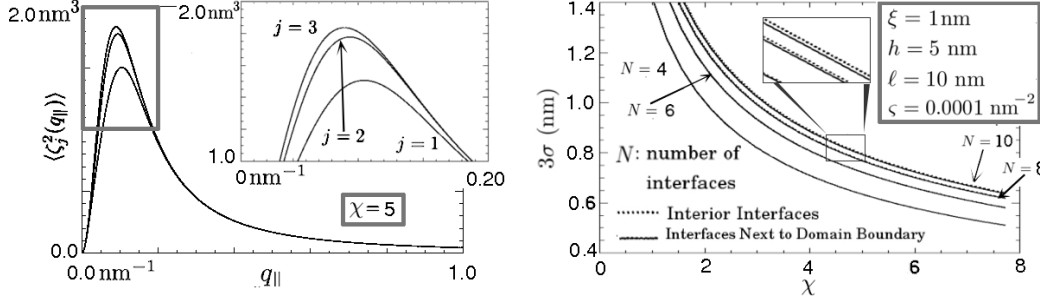 2.0 nm³
⟨ζ_j²(q_∥)⟩
0.0
0.0 nm⁻¹
q_∥
1.0
χ = 5
2.0 nm³
j = 3
j = 2
j = 1
1.0
0 nm⁻¹
0.20
1.4
1.2
1.0
0.8
0.6
0.4
3σ (nm)
0
2
4
6
8
χ
N = 4
N = 6
N = 10
N = 8
N: number of
interfaces
Interior Interfaces
Interfaces Next to Domain Boundary
ξ = 1nm
h = 5 nm
ℓ = 10 nm
ς = 0.0001 nm⁻²